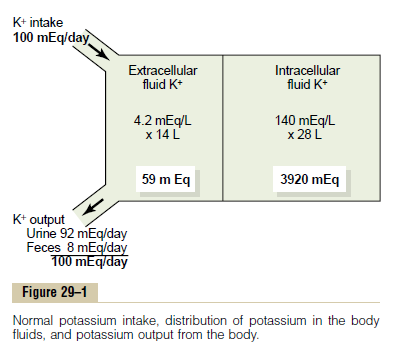 K+ intake
100 mEq/day
Extracellular
fluid K+
Intracellular
fluid K+
4.2 mEq/L
x 14 L
140 mEq/L
x 28 L
59 m Eq
3920 mEq
K+ output
Urine 92 mEq/day
Feces 8 mEq/day
100 mEq/day
Figure 29–1
Normal potassium intake, distribution of potassium in the body
fluids, and potassium output from the body.